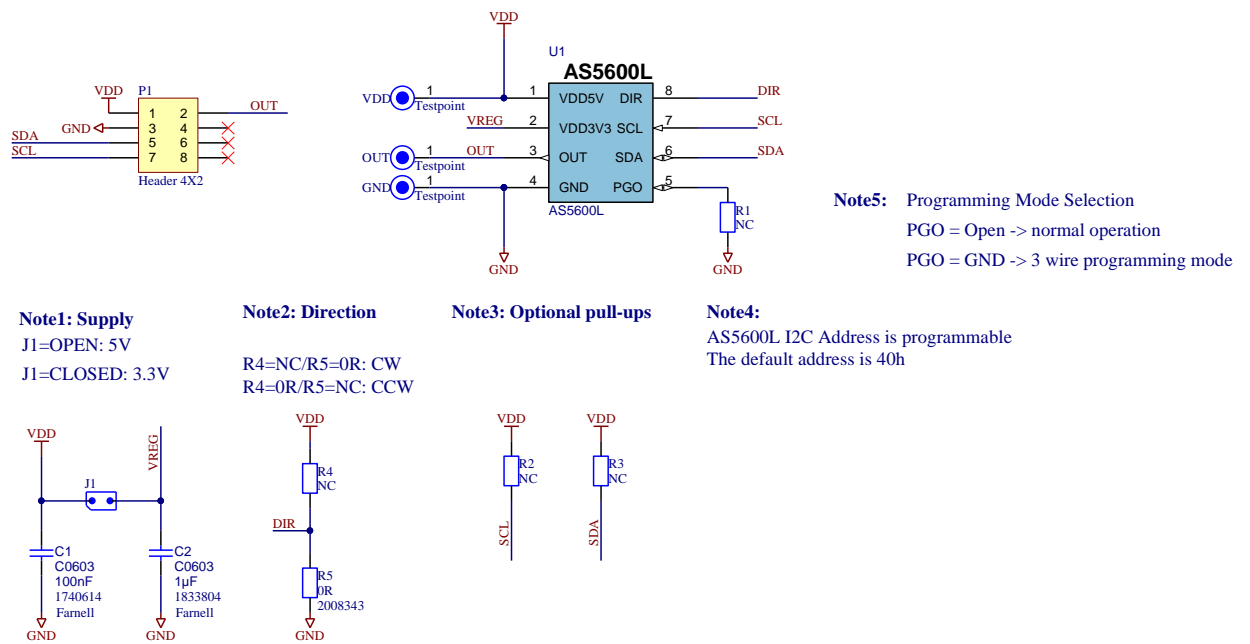 VDD
P1
VDD
1
2
OUT
GND
3
4
SDA
5
6
SCL
7
8
Header 4X2
VDD
U1
AS5600L
VDD
1
Testpoint
1
VDD5V
DIR
8
DIR
VREG
2
VDD3V3
SCL
7
SCL
OUT
1
Testpoint
OUT
3
OUT
SDA
6
SDA
GND
1
Testpoint
4
GND
PGO
5
AS5600L
R1
NC
GND
GND
Note5: Programming Mode Selection
PGO = Open -> normal operation
PGO = GND -> 3 wire programming mode
Note1: Supply
J1=OPEN: 5V
J1=CLOSED: 3.3V
Note2: Direction
R4=NC/R5=0R: CW
R4=0R/R5=NC: CCW
Note3: Optional pull-ups
Note4:
AS5600L I2C Address is programmable
The default address is 40h
VDD
VREG
J1
C1
C0603
100nF
1740614
Farnell
GND
C2
C0603
1µF
1833804
Farnell
GND
VDD
R4
NC
DIR
R5
0R
2008343
GND
VDD
R2
NC
SCL
VDD
R3
NC
SDA